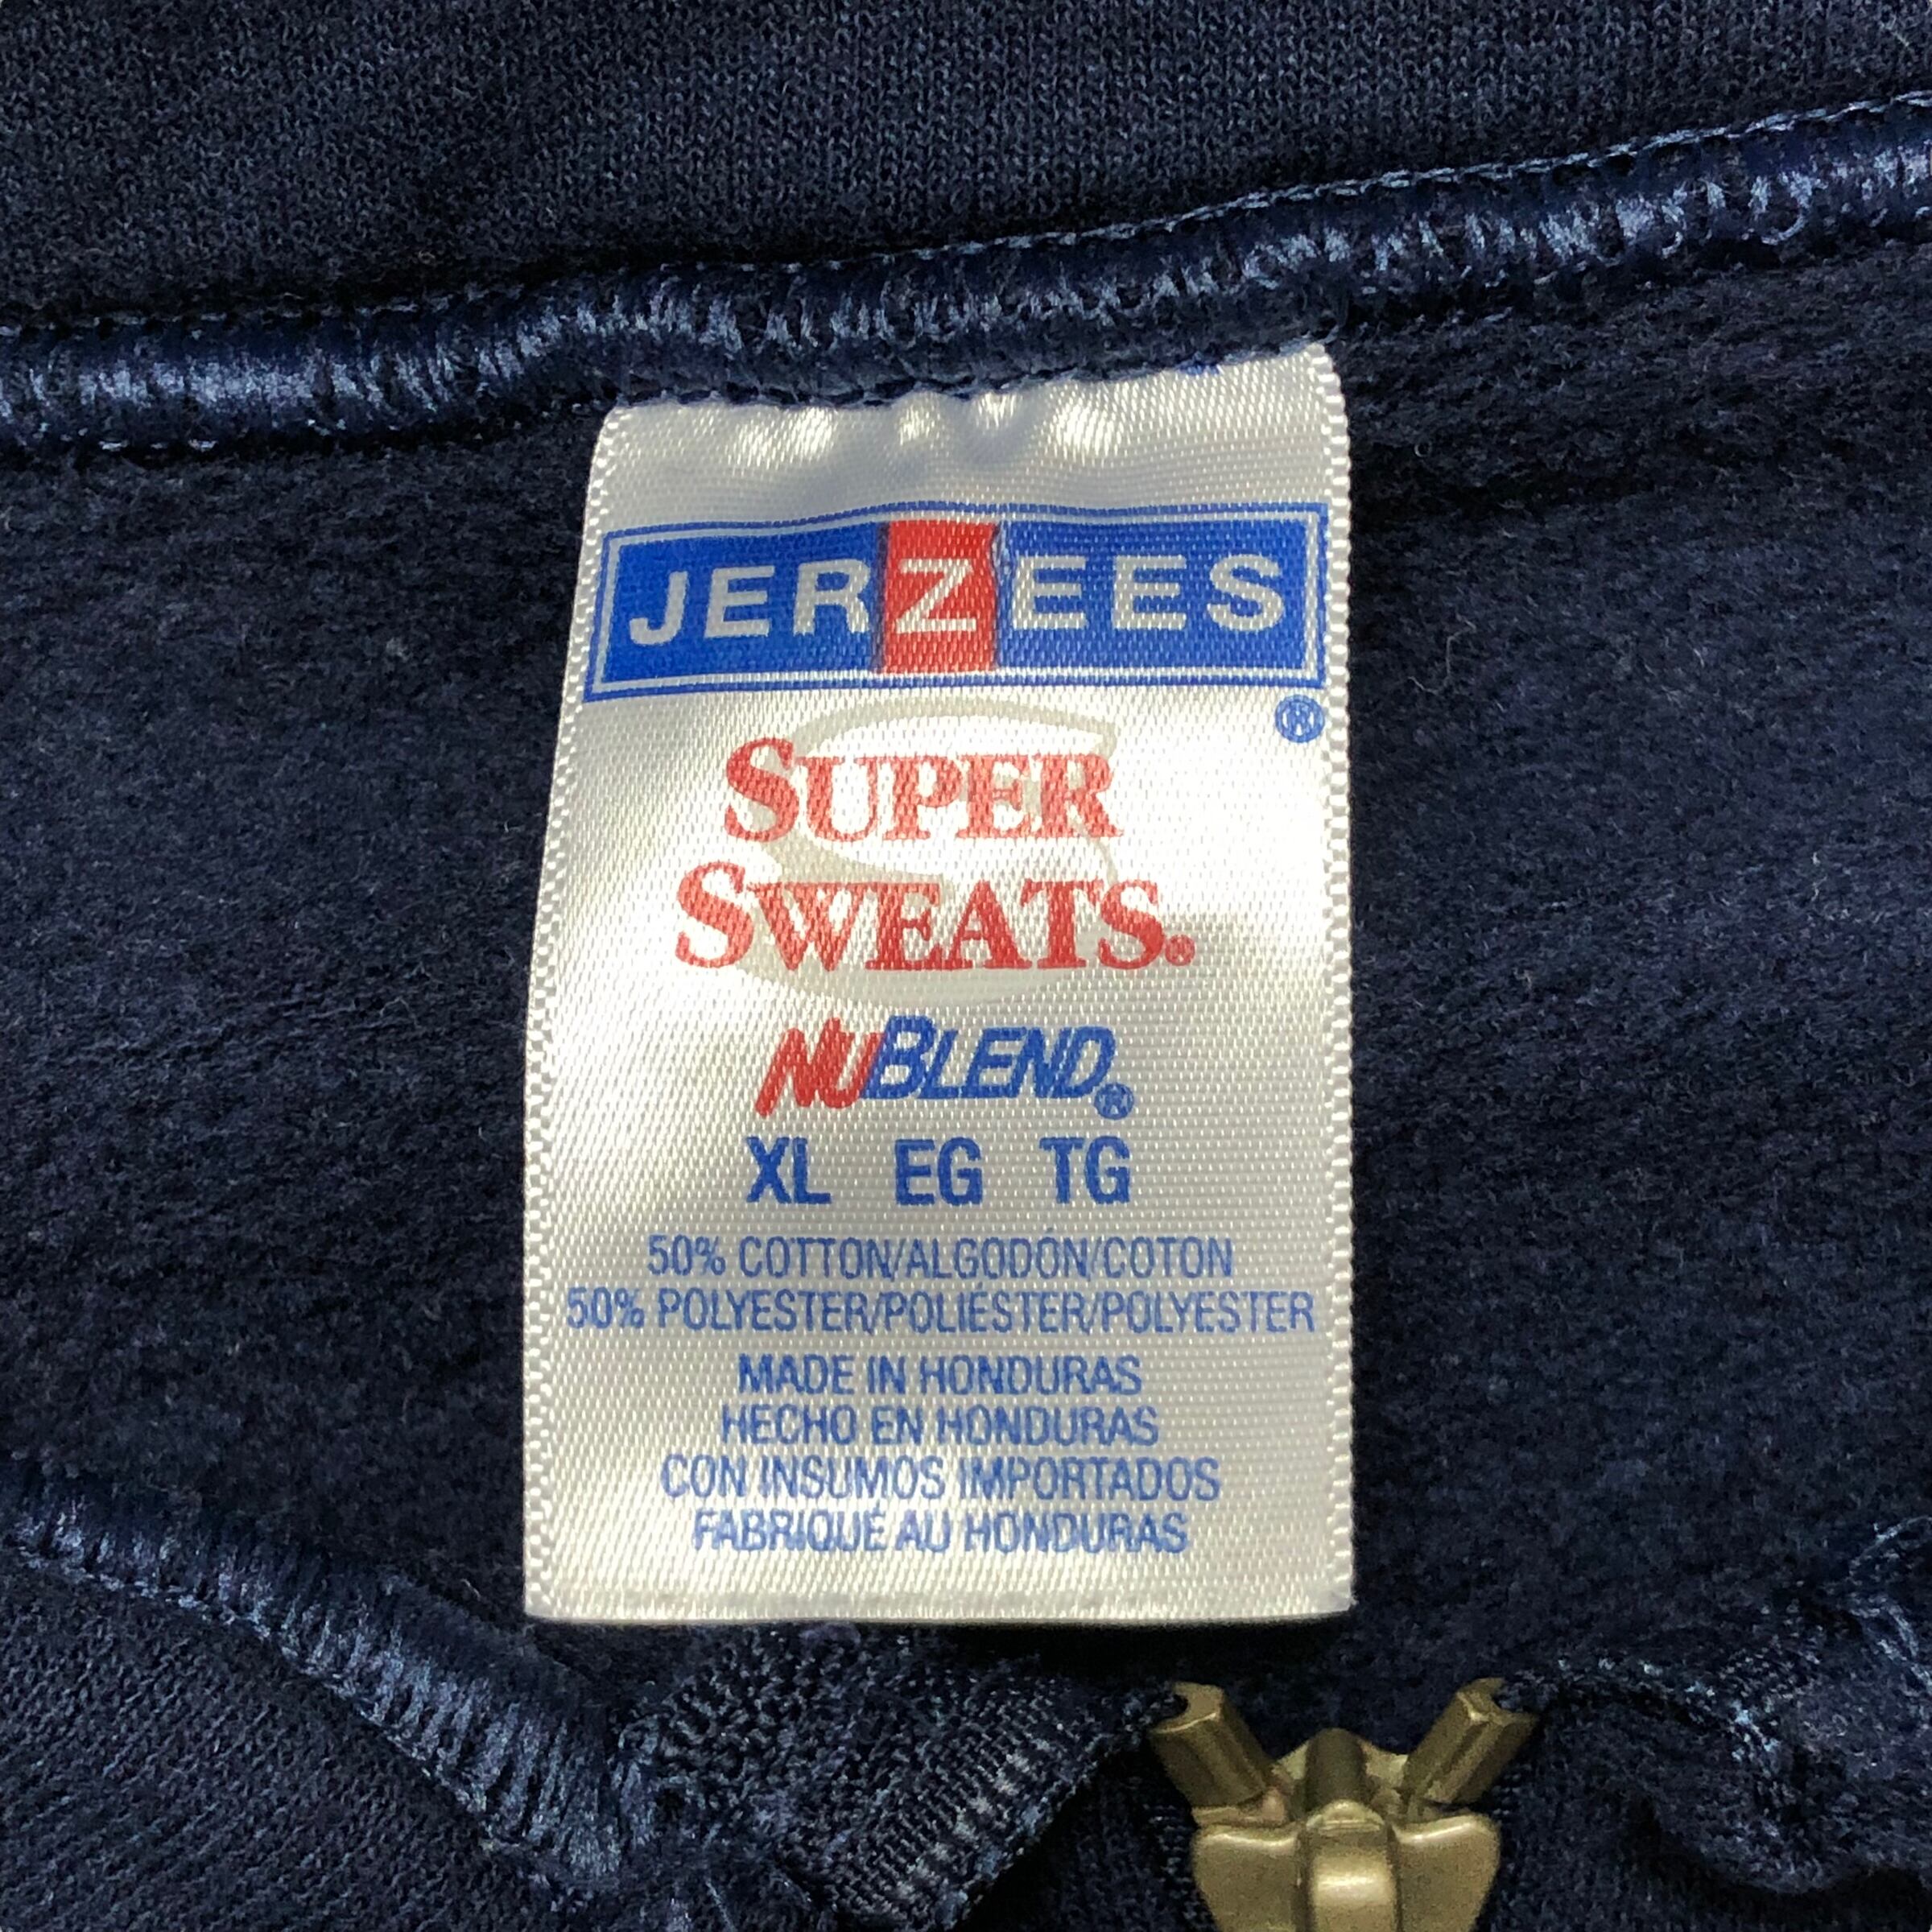 JERZEES
®
SUPER
SWEATS®
NUBLEND®
XL EG TG
50% COTTON/ALGODÓN/COTON
50% POLYESTER/POLIÉSTER/POLYESTER
MADE IN HONDURAS
HECHO EN HONDURAS
CON INSUMOS IMPORTADOS
FABRIQUÉ AU HONDURAS